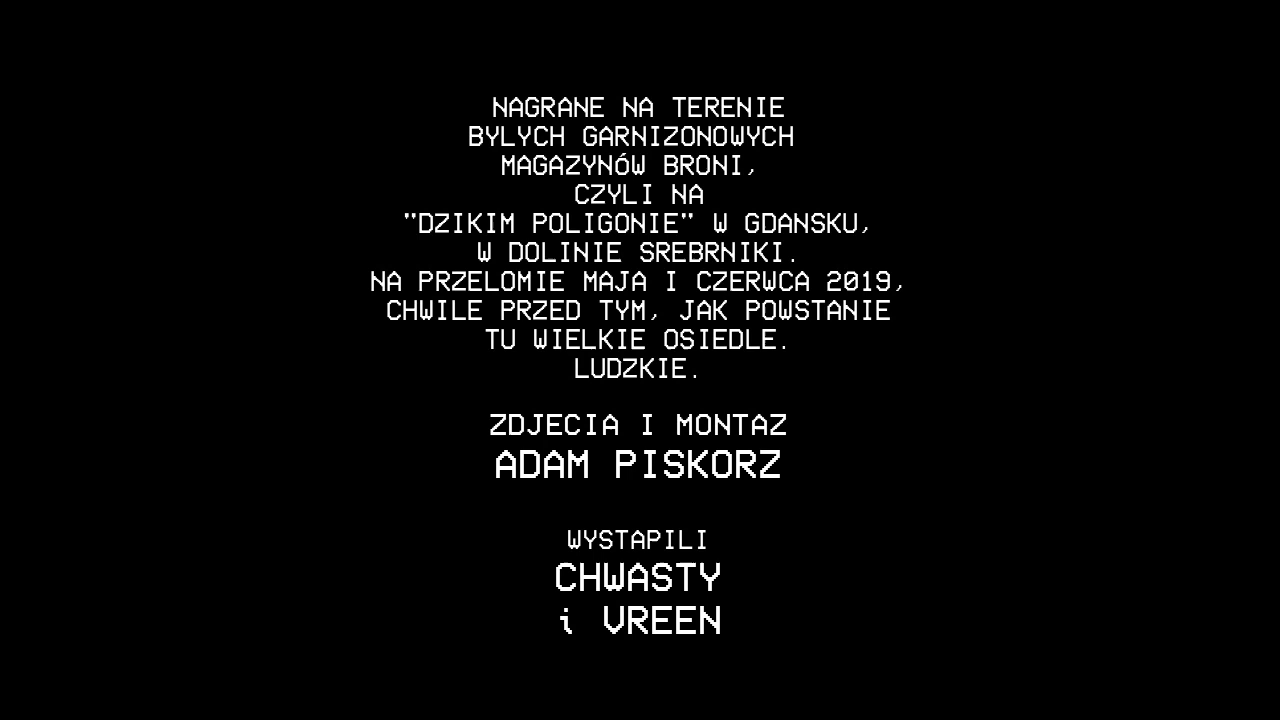 NAGRANE NA TERENIE
BYLYCH GARNIZONOWYCH
MAGAZYNÓW BRONI,
CZYLI NA
"DZIKIM POLIGONIE" W GDANSKU,
W DOLINIE SREBRNIKI.
NA PRZELOMIE MAJA I CZERWCA 2019,
CHWILE PRZED TYM, JAK POWSTANIE
TU WIELKIE OSIEDLE.
LUDZKIE.
ZDJECIA I MONTAZ
ADAM PISKORZ
WYSTAPILI
CHWASTY
i VREEN